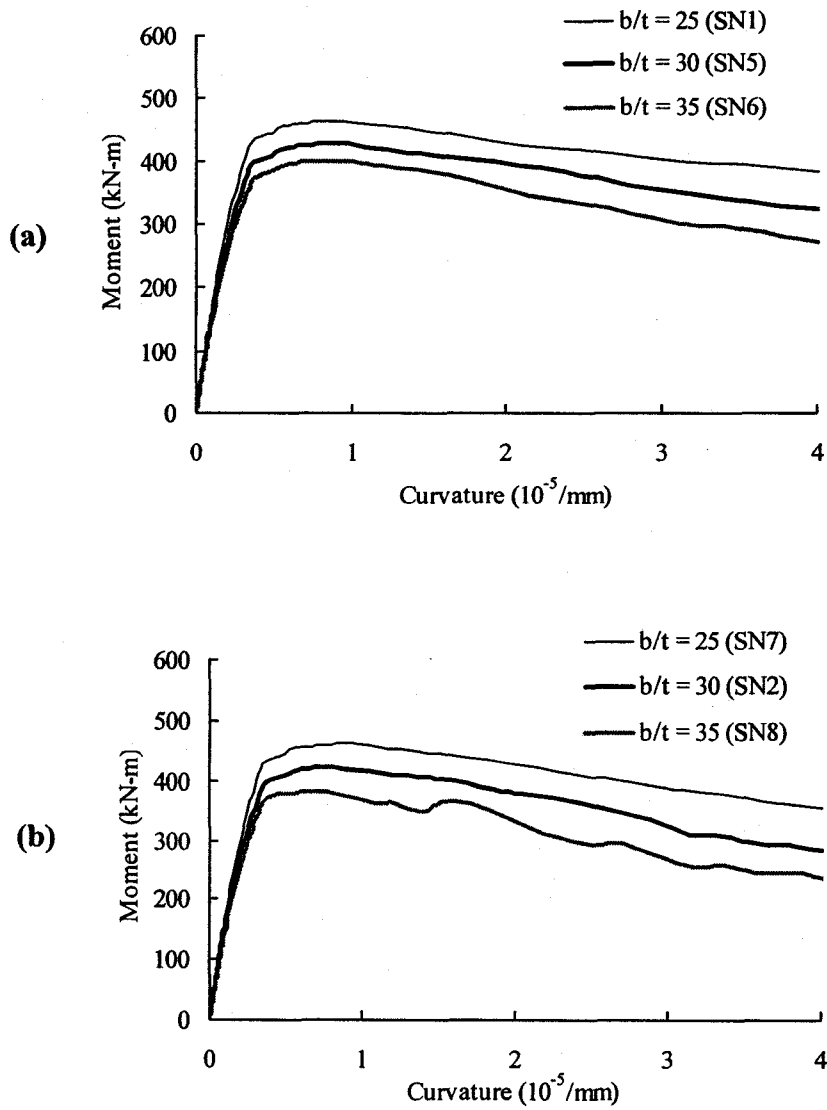 b/t = 25 (SN1)
b/t = 30 (SN5)
b/t = 35 (SN6)
600
500
400
300
200
100
0
Moment (kN-m)
(a)
0 1 2 3 4
Curvature (10⁻⁵/mm)
b/t = 25 (SN7)
b/t = 30 (SN2)
b/t = 35 (SN8)
600
500
400
300
200
100
0
Moment (kN-m)
(b)
0 1 2 3 4
Curvature (10⁻⁵/mm)